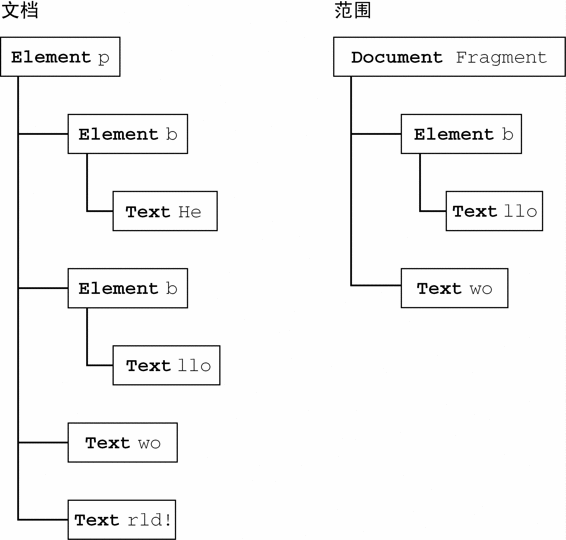 文档
Element p
Element b
Text He
Element b
Text llo
Text wo
Text rld!
范围
Document Fragment
Element b
Text llo
Text wo